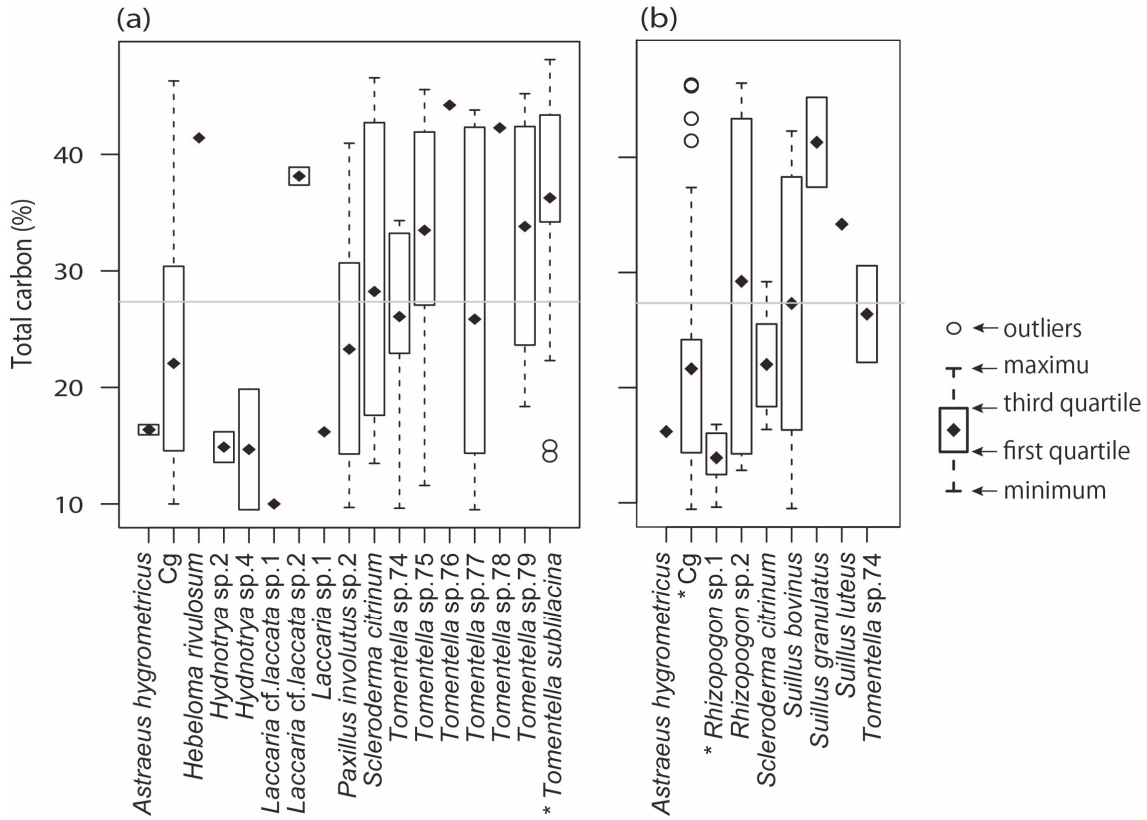 (a)
(b)
Total carbon (%)
40
30
20
10
Astraeus hygrometricus
Cg
Hebeloma rivulosum
Hydnotrya sp.2
Hydnotrya sp.4
Laccaria cf.laccata sp.1
Laccaria cf.laccata sp.2
Laccaria sp.1
Paxillus involutus sp.2
Scleroderma citrinum
Tomentella sp.74
Tomentella sp.75
Tomentella sp.76
Tomentella sp.77
Tomentella sp.78
Tomentella sp.79
* Tomentella sublilacina
Astraeus hygrometricus
* Cg
* Rhizopogon sp.1
Rhizopogon sp.2
Scleroderma citrinum
Suillus bovinus
Suillus granulatus
Suillus luteus
Tomentella sp.74
outliers
maximu
third quartile
first quartile
minimum